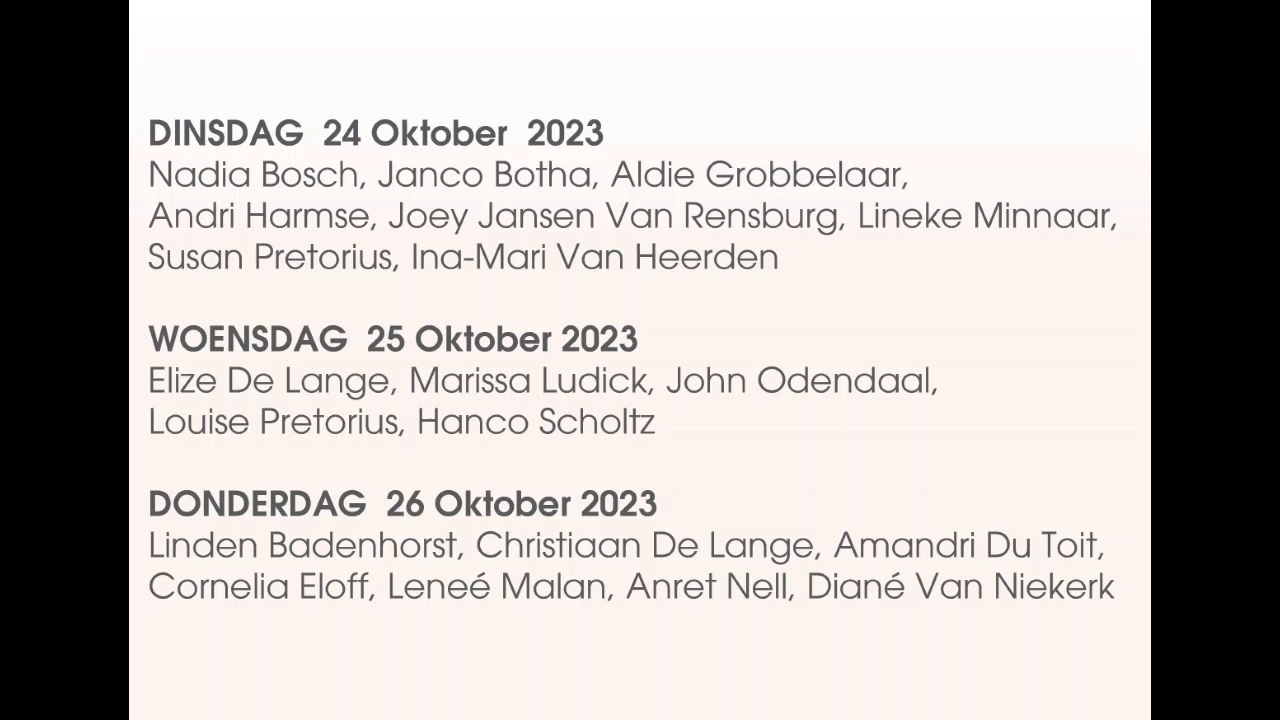 DINSDAG 24 Oktober 2023
Nadia Bosch, Janco Botha, Aldie Grobbelaar,
Andri Harmse, Joey Jansen Van Rensburg, Lineke Minnaar,
Susan Pretorius, Ina-Mari Van Heerden
WOENSDAG 25 Oktober 2023
Elize De Lange, Marissa Ludick, John Odendaal,
Louise Pretorius, Hanco Scholtz
DONDERDAG 26 Oktober 2023
Linden Badenhorst, Christiaan De Lange, Amandri Du Toit,
Cornelia Eloff, Leneé Malan, Anret Nell, Diané Van Niekerk